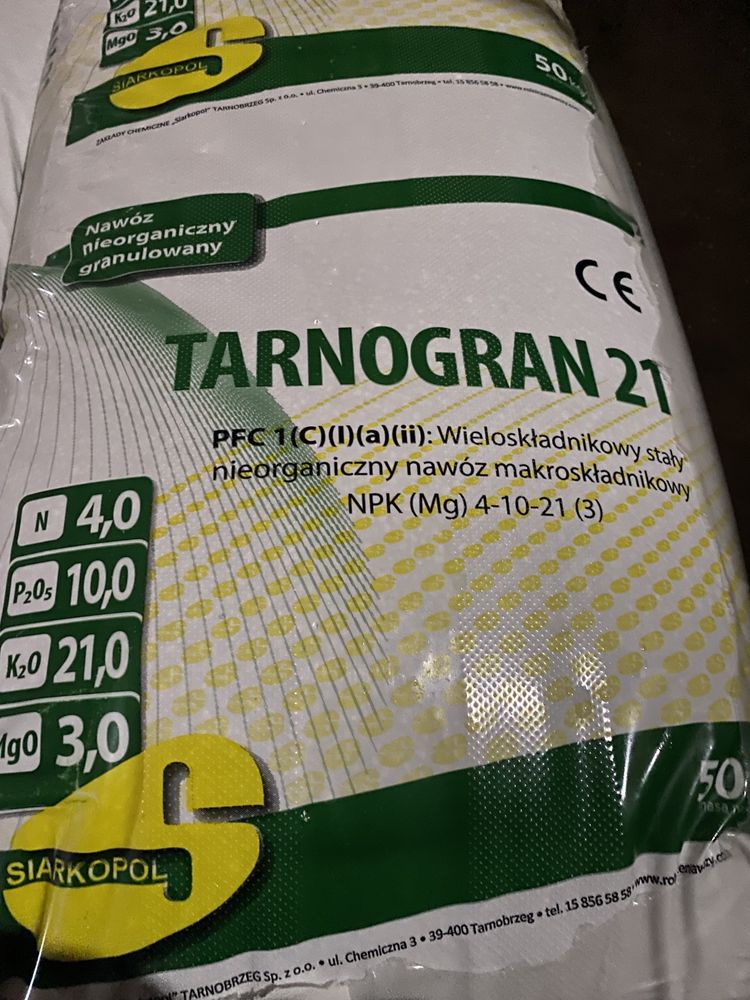 K₂O 21,0
MgO 3,0
SIARKOPOL
50
ZAKŁADY CHEMICZNE „Siarkopol" TARNOBRZEG Sp. z o.o. • ul. Chemiczna 3 • 39-400 Tarnobrzeg • tel. 15 856 58 58 •
Nawóz
nieorganiczny
granulowany
CE
TARNOGRAN 21
PFC 1(C)(I)(a)(ii): Wieloskładnikowy stały
nieorganiczny nawóz makroskładnikowy
NPK (Mg) 4-10-21 (3)
N 4,0
P₂O₅ 10,0
K₂O 21,0
MgO 3,0
50
masa
SIARKOPOL
TARNOBRZEG Sp. z o.o. • ul. Chemiczna 3 • 39-400 Tarnobrzeg • tel. 15 856 58 58